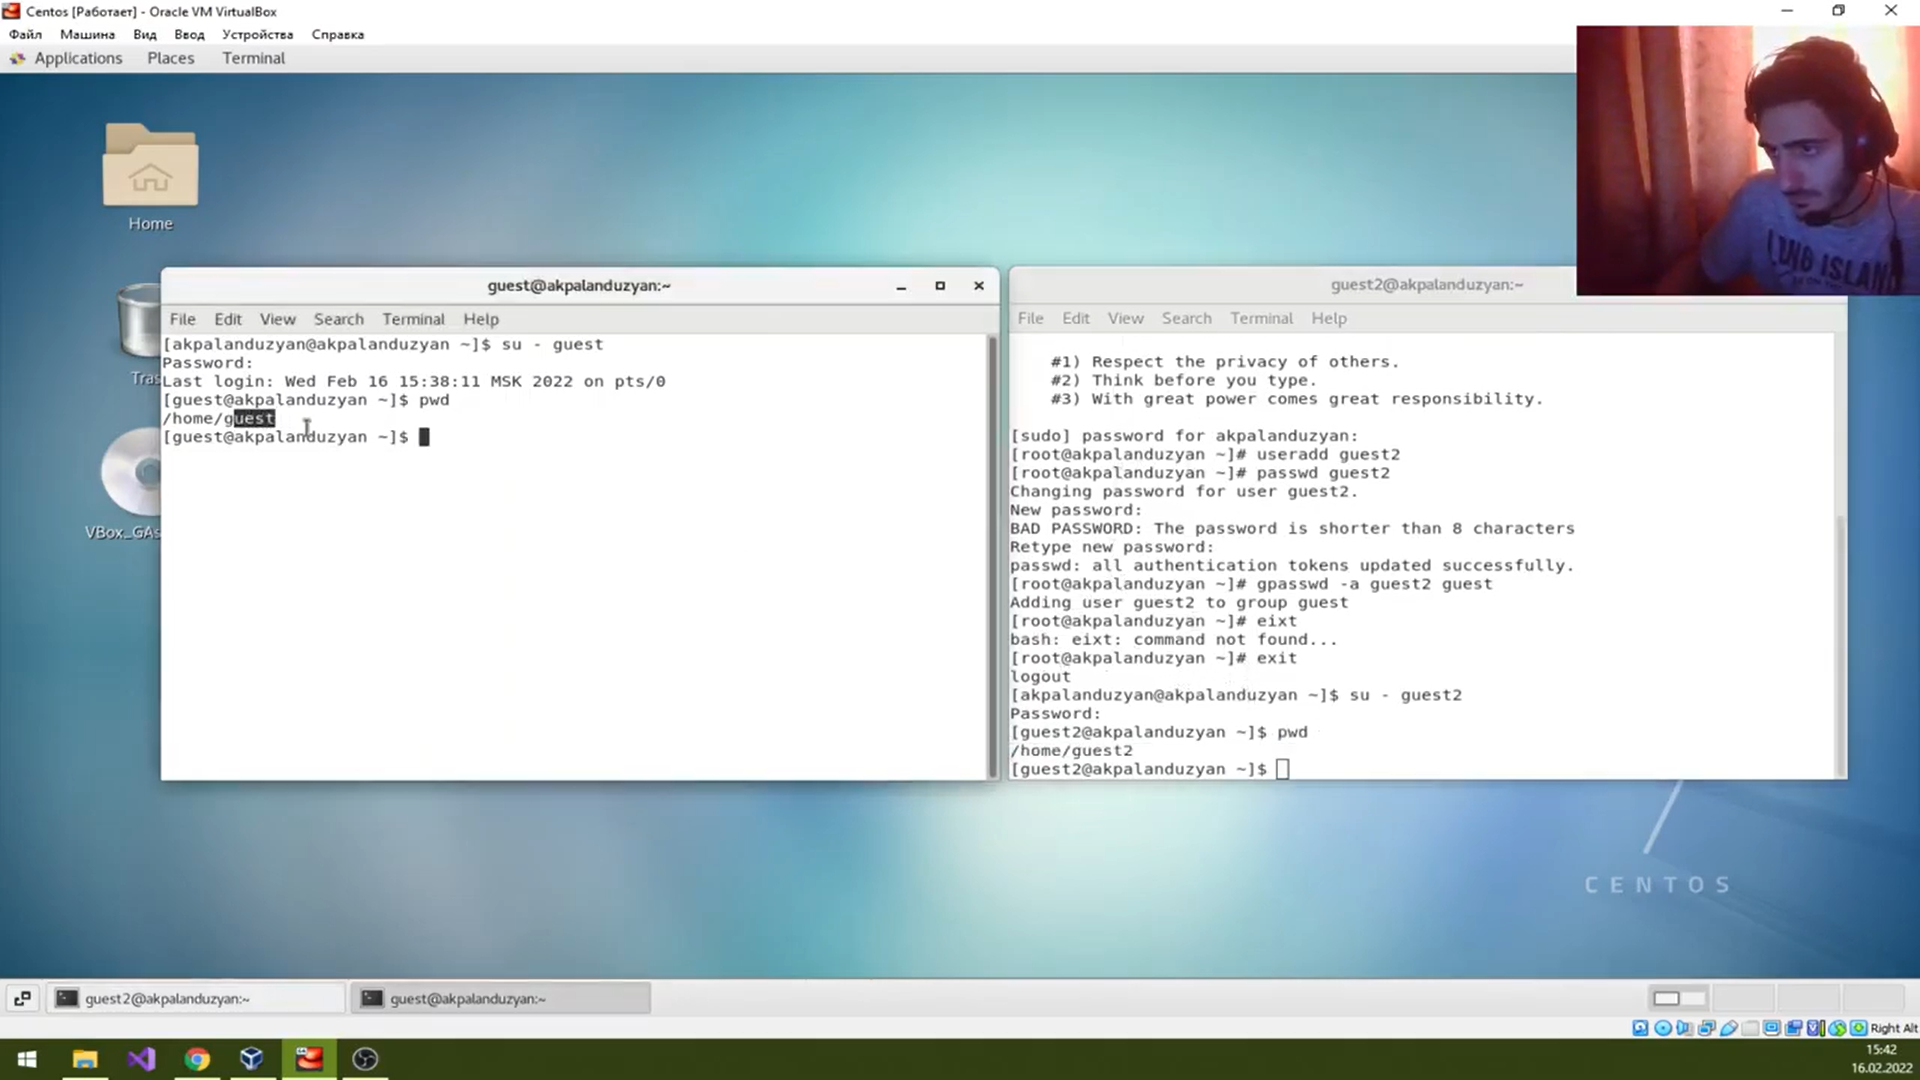 Centos [Работает] - Oracle VM VirtualBox
Файл Машина Вид Ввод Устройства Справка
Applications Places Terminal
Home
guest@akpalanduzyan:~
File Edit View Search Terminal Help
[akpalanduzyan@akpalanduzyan ~]$ su - guest
Password:
Last login: Wed Feb 16 15:38:11 MSK 2022 on pts/0
[guest@akpalanduzyan ~]$ pwd
/home/guest
[guest@akpalanduzyan ~]$
Tras
VBox_GAs
guest2@akpalanduzyan:~
File Edit View Search Terminal Help
#1) Respect the privacy of others.
#2) Think before you type.
#3) With great power comes great responsibility.
[sudo] password for akpalanduzyan:
[root@akpalanduzyan ~]# useradd guest2
[root@akpalanduzyan ~]# passwd guest2
Changing password for user guest2.
New password:
BAD PASSWORD: The password is shorter than 8 characters
Retype new password:
passwd: all authentication tokens updated successfully.
[root@akpalanduzyan ~]# gpasswd -a guest2 guest
Adding user guest2 to group guest
[root@akpalanduzyan ~]# eixt
bash: eixt: command not found...
[root@akpalanduzyan ~]# exit
logout
[akpalanduzyan@akpalanduzyan ~]$ su - guest2
Password:
[guest2@akpalanduzyan ~]$ pwd
/home/guest2
[guest2@akpalanduzyan ~]$
LONG ISLAND
7
CENTOS
guest2@akpalanduzyan:~ guest@akpalanduzyan:~
Right Alt
15:42
16.02.2022